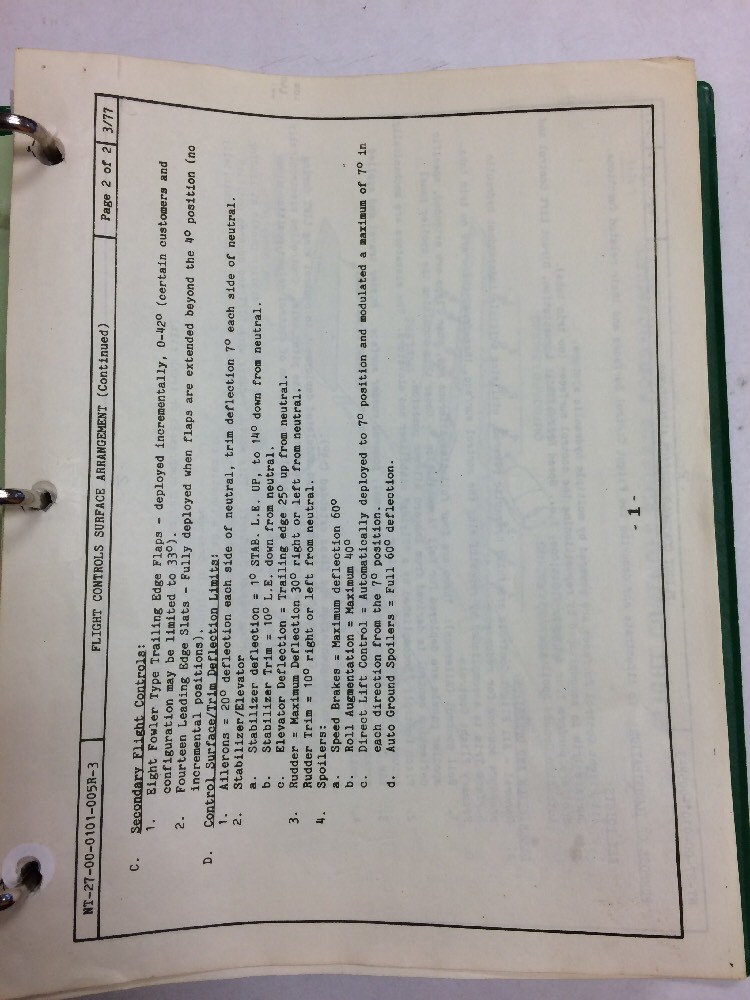 NT-27-00-0101-005R-3 FLIGHT CONTROLS SURFACE ARRANGEMENT (Continued) Page 2 of 2 3/77
C. Secondary Flight Controls:
1. Eight Fowler Type Trailing Edge Flaps - deployed incrementally, 0-42° (certain customers and
configuration may be limited to 33°).
2. Fourteen Leading Edge Slats - Fully deployed when flaps are extended beyond the 4° position (no
incremental positions).
D. Control Surface/Trim Deflection Limits:
1. Ailerons = 20° deflection each side of neutral, trim deflection 7° each side of neutral.
2. Stabilizer/Elevator
a. Stabilizer deflection = 1° STAB. L.E. UP, to 14° down from neutral.
b. Stabilizer Trim = 10° L.E. down from neutral.
c. Elevator Deflection = Trailing edge 25° up from neutral.
3. Rudder = Maximum Deflection 30° right or left from neutral.
Rudder Trim = 10° right or left from neutral.
4. Spoilers:
a. Speed Brakes = Maximum deflection 60°
b. Roll Augmentation = Maximum 40°
c. Direct Lift Control = Automatically deployed to 7° position and modulated a maximum of 7° in
each direction from the 7° position.
d. Auto Ground Spoilers = Full 60° deflection.
- 1 -